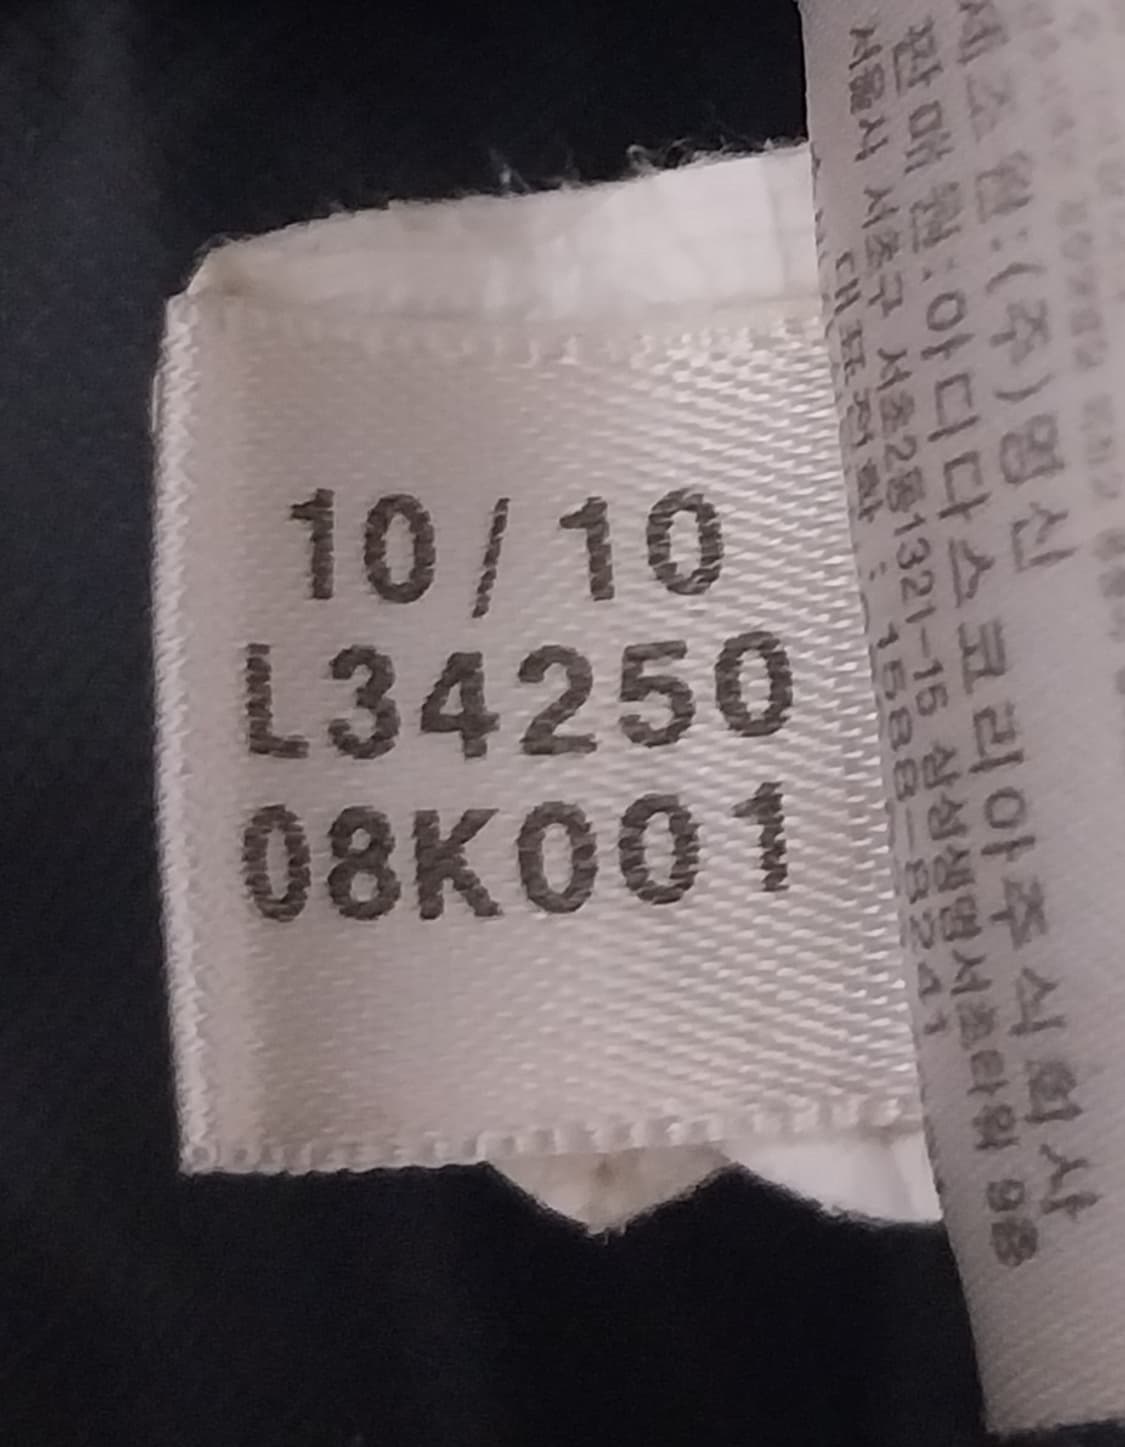 10/10
L34250
08K001
제조원:(주)명신
판매원:아디다스코리아주식회사
서울시 서초구 서초2동1321-15 삼성생명서초타워 9층
대표전화: 1588-8241